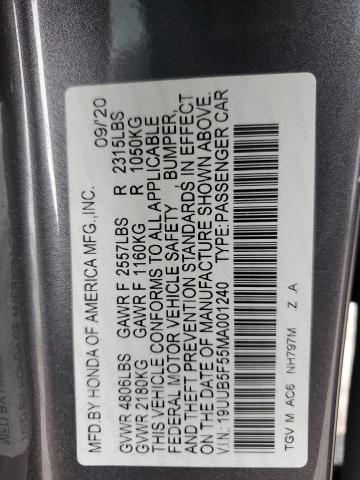 MFD.BY HONDA OF AMERICA MFG.,INC. 09/'20
GVWR 4806LBS GAWR F 2557LBS R 2315LBS
GVWR 2180KG GAWR F 1160KG R 1050KG
THIS VEHICLE CONFORMS TO ALL APPLICABLE
FEDERAL MOTOR VEHICLE SAFETY , BUMPER,
AND THEFT PREVENTION STANDARDS IN EFFECT
ON THE DATE OF MANUFACTURE SHOWN ABOVE.
V.I.N.: 19UUB5F55MA001240 TYPE:PASSENGER CAR
TGV M AC6 NH797M Z .A